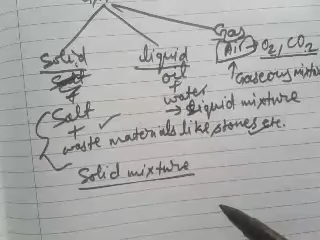 Gas
Solid liquid Air → O2, CO2
Salt oil
+ + Gaseous
water
Salt → liquid mixture
+
waste materials like stones etc.
Solid mixture